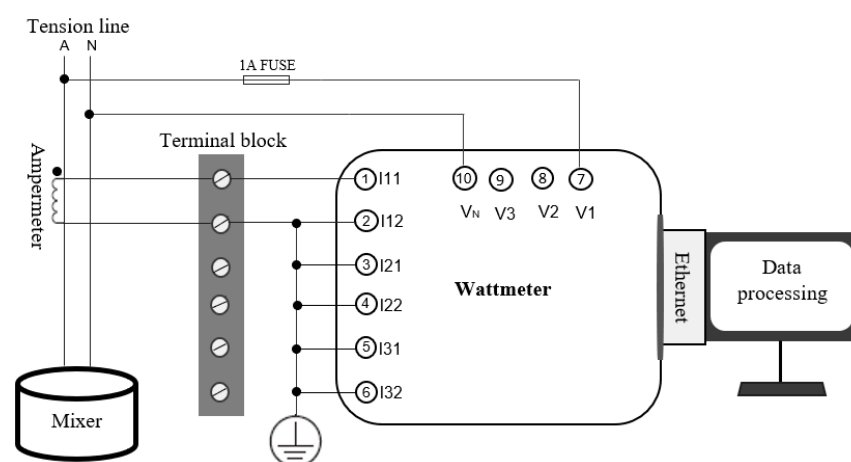 Tension line
A N
1A FUSE
Terminal block
Ampermeter
1 I11
2 I12
3 I21
4 I22
5 I31
6 I32
10 9 8 7
VN V3 V2 V1
Wattmeter
Ethernet
Data
processing
Mixer